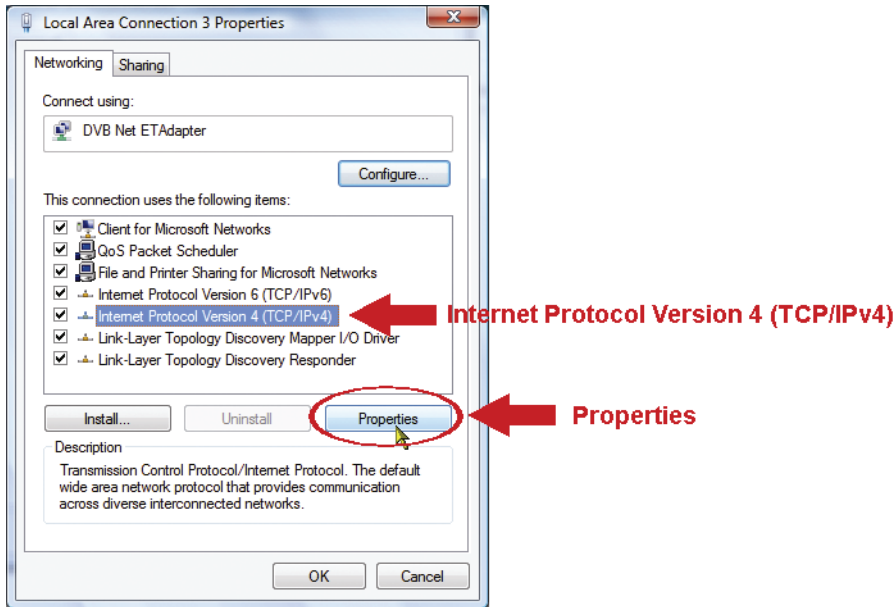 Local Area Connection 3 Properties
Networking
Sharing
Connect using:
DVB Net ETAdapter
Configure...
This connection uses the following items:
Client for Microsoft Networks
QoS Packet Scheduler
File and Printer Sharing for Microsoft Networks
Internet Protocol Version 6 (TCP/IPv6)
Internet Protocol Version 4 (TCP/IPv4)
Internet Protocol Version 4 (TCP/IPv4)
Link-Layer Topology Discovery Mapper I/O Driver
Link-Layer Topology Discovery Responder
Install...
Uninstall
Properties
Properties
Description
Transmission Control Protocol/Internet Protocol. The default
wide area network protocol that provides communication
across diverse interconnected networks.
OK
Cancel